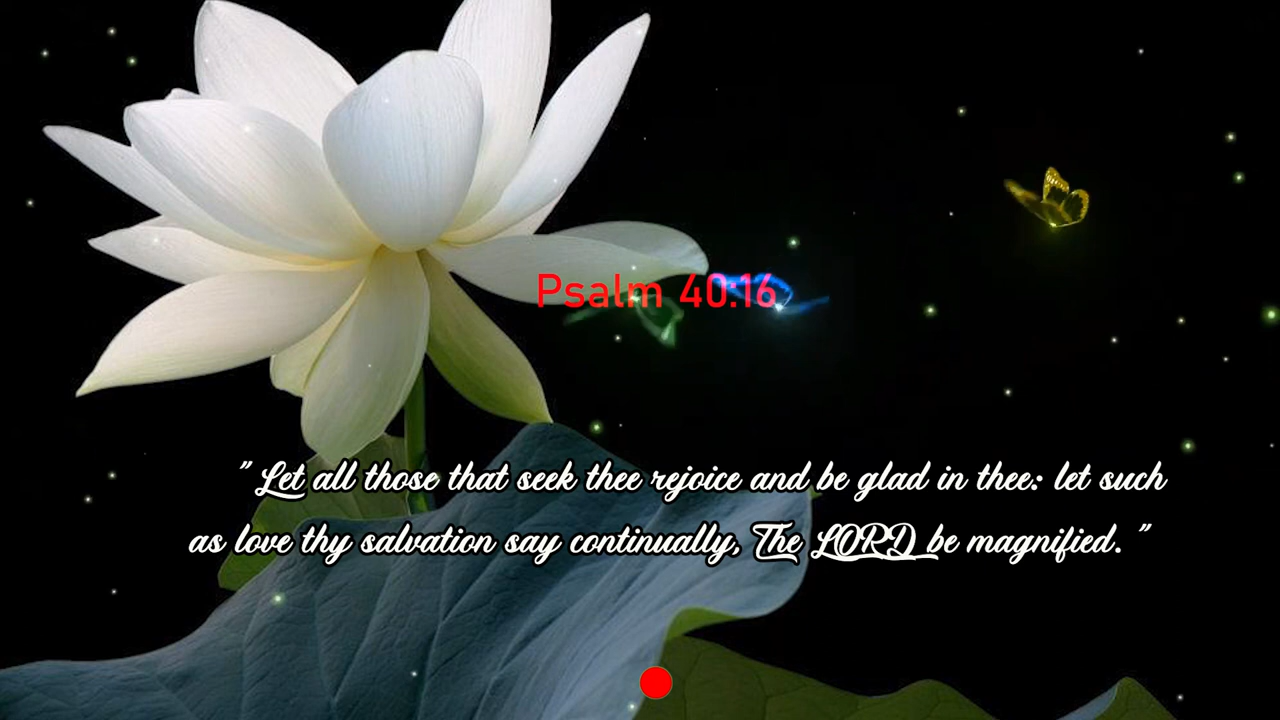 Psalm 40:16
" Let all those that seek thee rejoice and be glad in thee: let such
as love thy salvation say continually, The LORD be magnified. "